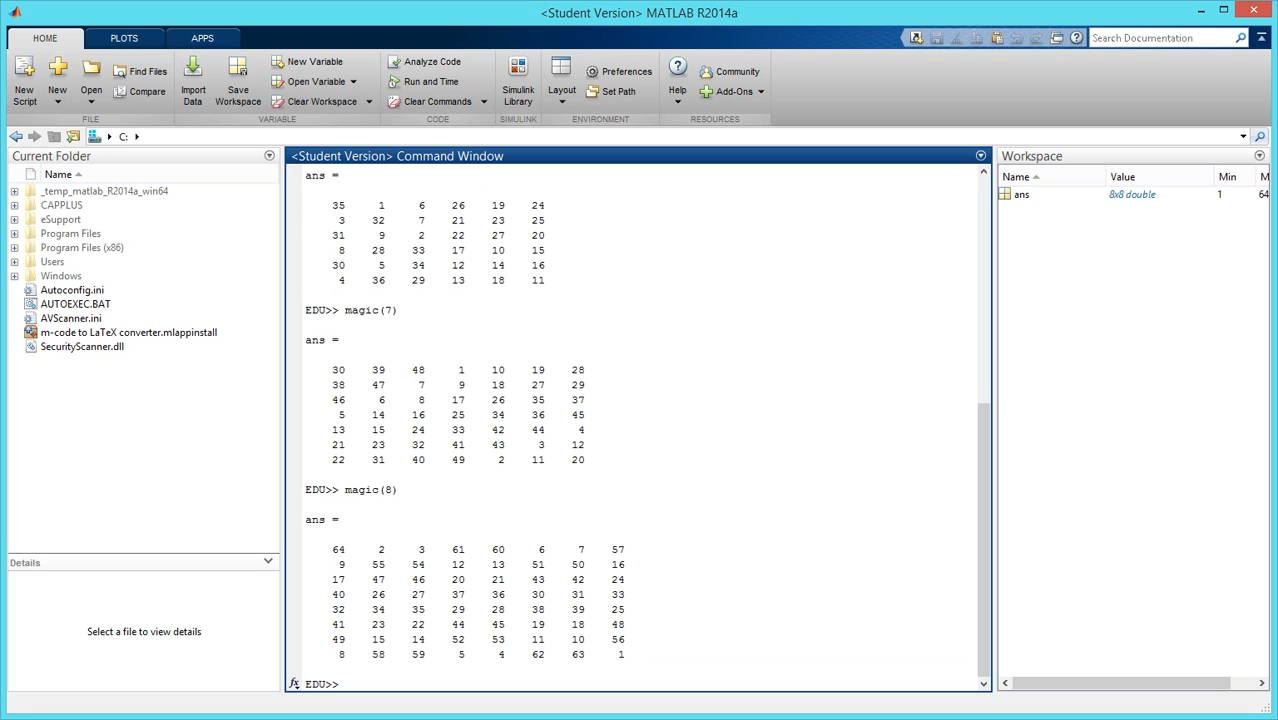 <Student Version> MATLAB R2014a
HOME PLOTS APPS
Search Documentation
New Script
New
Open
Find Files
Compare
FILE
Import Data
Save Workspace
New Variable
Open Variable
Clear Workspace
VARIABLE
Analyze Code
Run and Time
Clear Commands
CODE
Simulink Library
SIMULINK
Layout
Preferences
Set Path
ENVIRONMENT
Help
Community
Add-Ons
RESOURCES
C:
Current Folder
Name
_temp_matlab_R2014a_win64
CAPPLUS
eSupport
Program Files
Program Files (x86)
Users
Windows
Autoconfig.ini
AUTOEXEC.BAT
AVScanner.ini
m-code to LaTeX converter.mlappinstall
SecurityScanner.dll
Details
Select a file to view details
<Student Version> Command Window
ans =
35 1 6 26 19 24
3 32 7 21 23 25
31 9 2 22 27 20
8 28 33 17 10 15
30 5 34 12 14 16
4 36 29 13 18 11
EDU>> magic(7)
ans =
30 39 48 1 10 19 28
38 47 7 9 18 27 29
46 6 8 17 26 35 37
5 14 16 25 34 36 45
13 15 24 33 42 44 4
21 23 32 41 43 3 12
22 31 40 49 2 11 20
EDU>> magic(8)
ans =
64 2 3 61 60 6 7 57
9 55 54 12 13 51 50 16
17 47 46 20 21 43 42 24
40 26 27 37 36 30 31 33
32 34 35 29 28 38 39 25
41 23 22 44 45 19 18 48
49 15 14 52 53 11 10 56
8 58 59 5 4 62 63 1
fx EDU>>
Workspace
Name Value Min M
ans 8x8 double 1 64